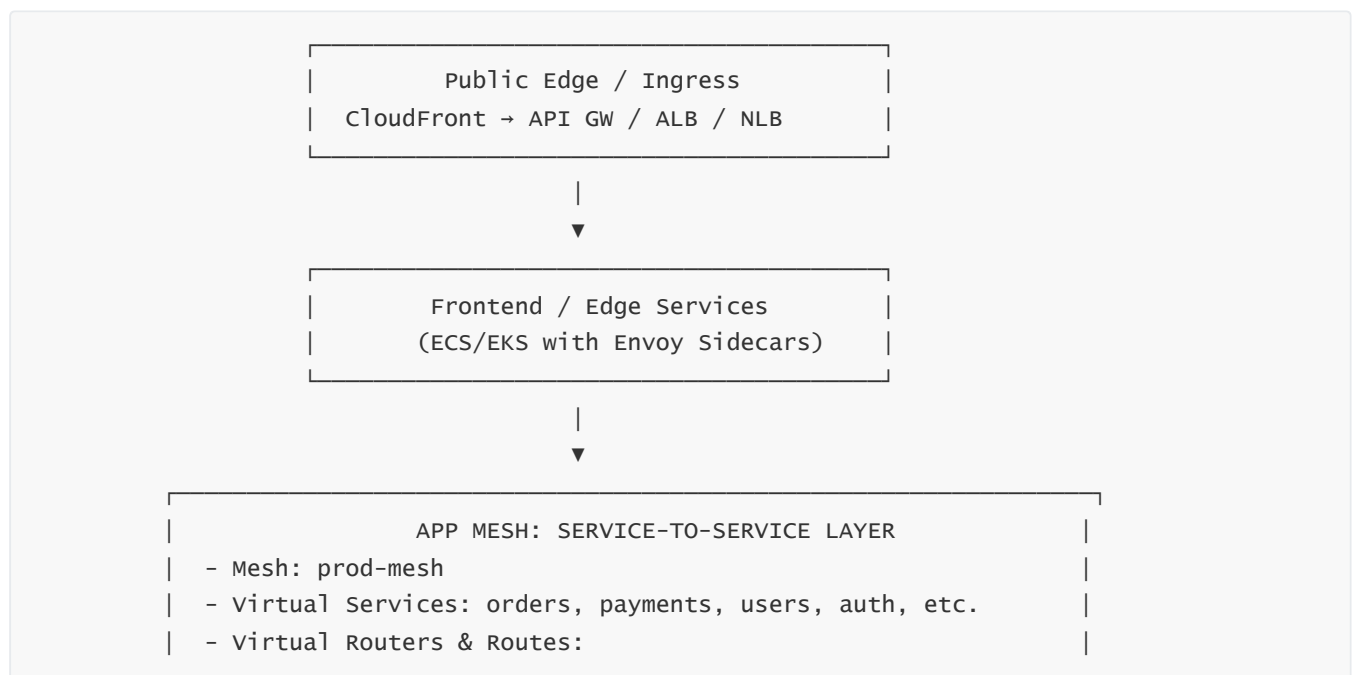 Public Edge / Ingress
CloudFront → API GW / ALB / NLB
Frontend / Edge Services
(ECS/EKS with Envoy Sidecars)
APP MESH: SERVICE-TO-SERVICE LAYER
- Mesh: prod-mesh
- Virtual Services: orders, payments, users, auth, etc.
- Virtual Routers & Routes: